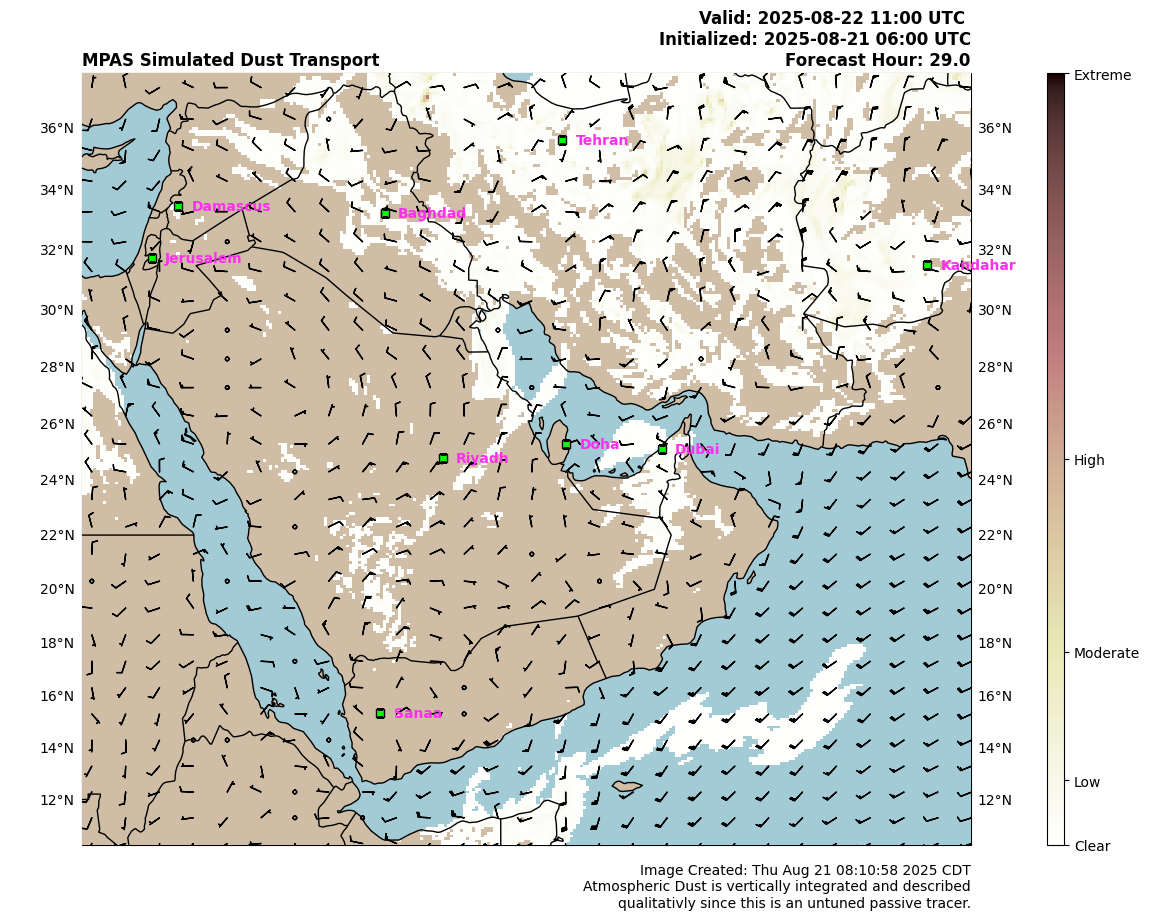 Valid: 2025-08-22 11:00 UTC
Initialized: 2025-08-21 06:00 UTC
MPAS Simulated Dust Transport Forecast Hour: 29.0
Extreme
36°N Tehran 36°N
34°N Damascus Baghdad 34°N
32°N Jerusalem 32°N
Kandahar
30°N 30°N
28°N 28°N
26°N 26°N
Doha Dubai
Riyadh High
24°N 24°N
22°N 22°N
20°N 20°N
18°N 18°N
Moderate
16°N 16°N
Sanaa
14°N 14°N
12°N 12°N
Low
Clear
Image Created: Thu Aug 21 08:10:58 2025 CDT
Atmospheric Dust is vertically integrated and described
qualitativly since this is an untuned passive tracer.